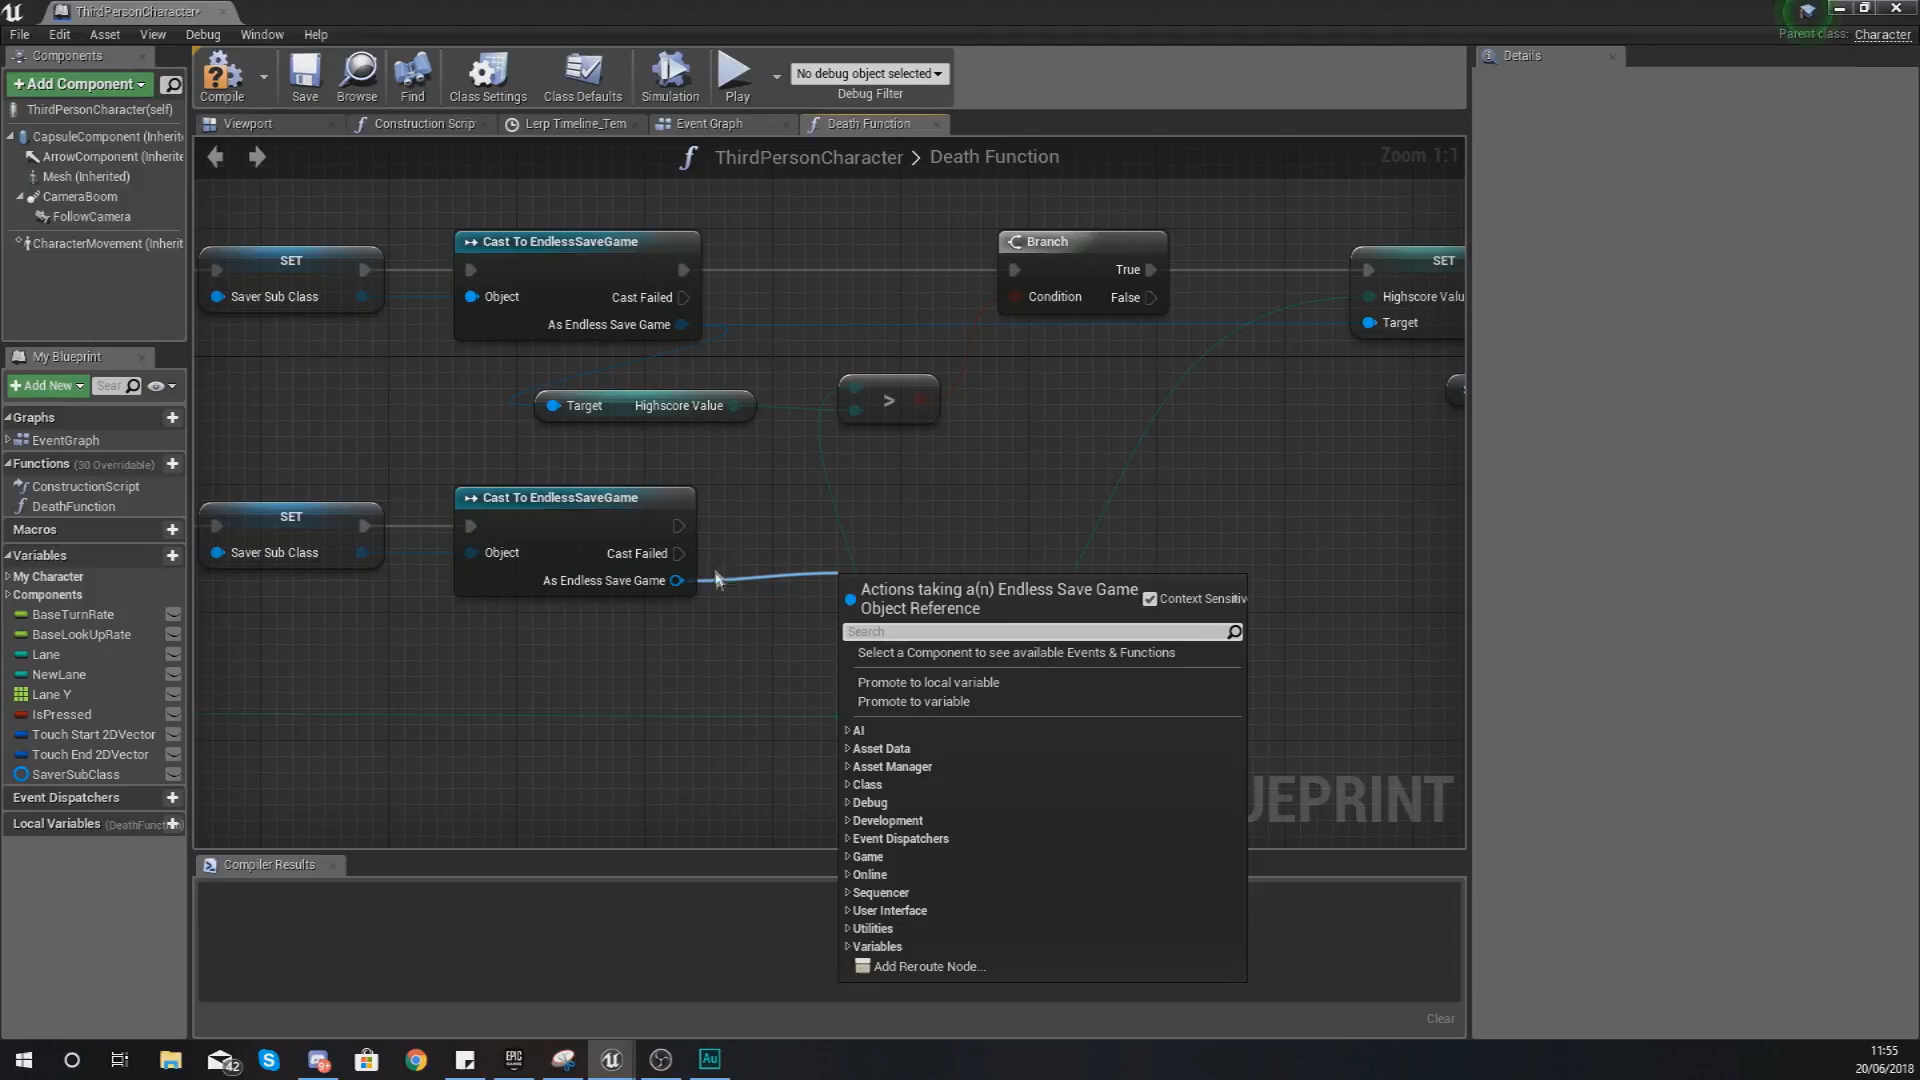 ThirdPersonCharacter*
File Edit Asset View Debug Window Help
Parent class: Character
Components
+Add Component
ThirdPersonCharacter(self)
CapsuleComponent (Inherit
ArrowComponent (Inherite
Mesh (Inherited)
CameraBoom
FollowCamera
CharacterMovement (Inherit
Compile Save Browse Find Class Settings Class Defaults Simulation Play
No debug object selected
Debug Filter
Details
Viewport Construction Scrip Lerp Timeline_Tem Event Graph Death Function
ThirdPersonCharacter > Death Function
Zoom 1:1
SET
Saver Sub Class
Cast To EndlessSaveGame
Object
Cast Failed
As Endless Save Game
Branch
True
Condition
False
SET
Highscore Valu
Target
Target Highscore Value
>
SET
Saver Sub Class
Cast To EndlessSaveGame
Object
Cast Failed
As Endless Save Game
My Blueprint
+Add New Sear
Graphs
EventGraph
Functions (30 Overridable)
ConstructionScript
DeathFunction
Macros
Variables
My Character
Components
BaseTurnRate
BaseLookUpRate
Lane
NewLane
Lane Y
IsPressed
Touch Start 2DVector
Touch End 2DVector
SaverSubClass
Event Dispatchers
Local Variables (DeathFunction)
Actions taking a(n) Endless Save Game
Object Reference
Context Sensitiv
Search
Select a Component to see available Events & Functions
Promote to local variable
Promote to variable
AI
Asset Data
Asset Manager
Class
Debug
Development
Event Dispatchers
Game
Online
Sequencer
User Interface
Utilities
Variables
Add Reroute Node...
UEPRINT
Compiler Results
Clear
42
9+
EPIC
GAMES
Au
11:55
20/06/2018